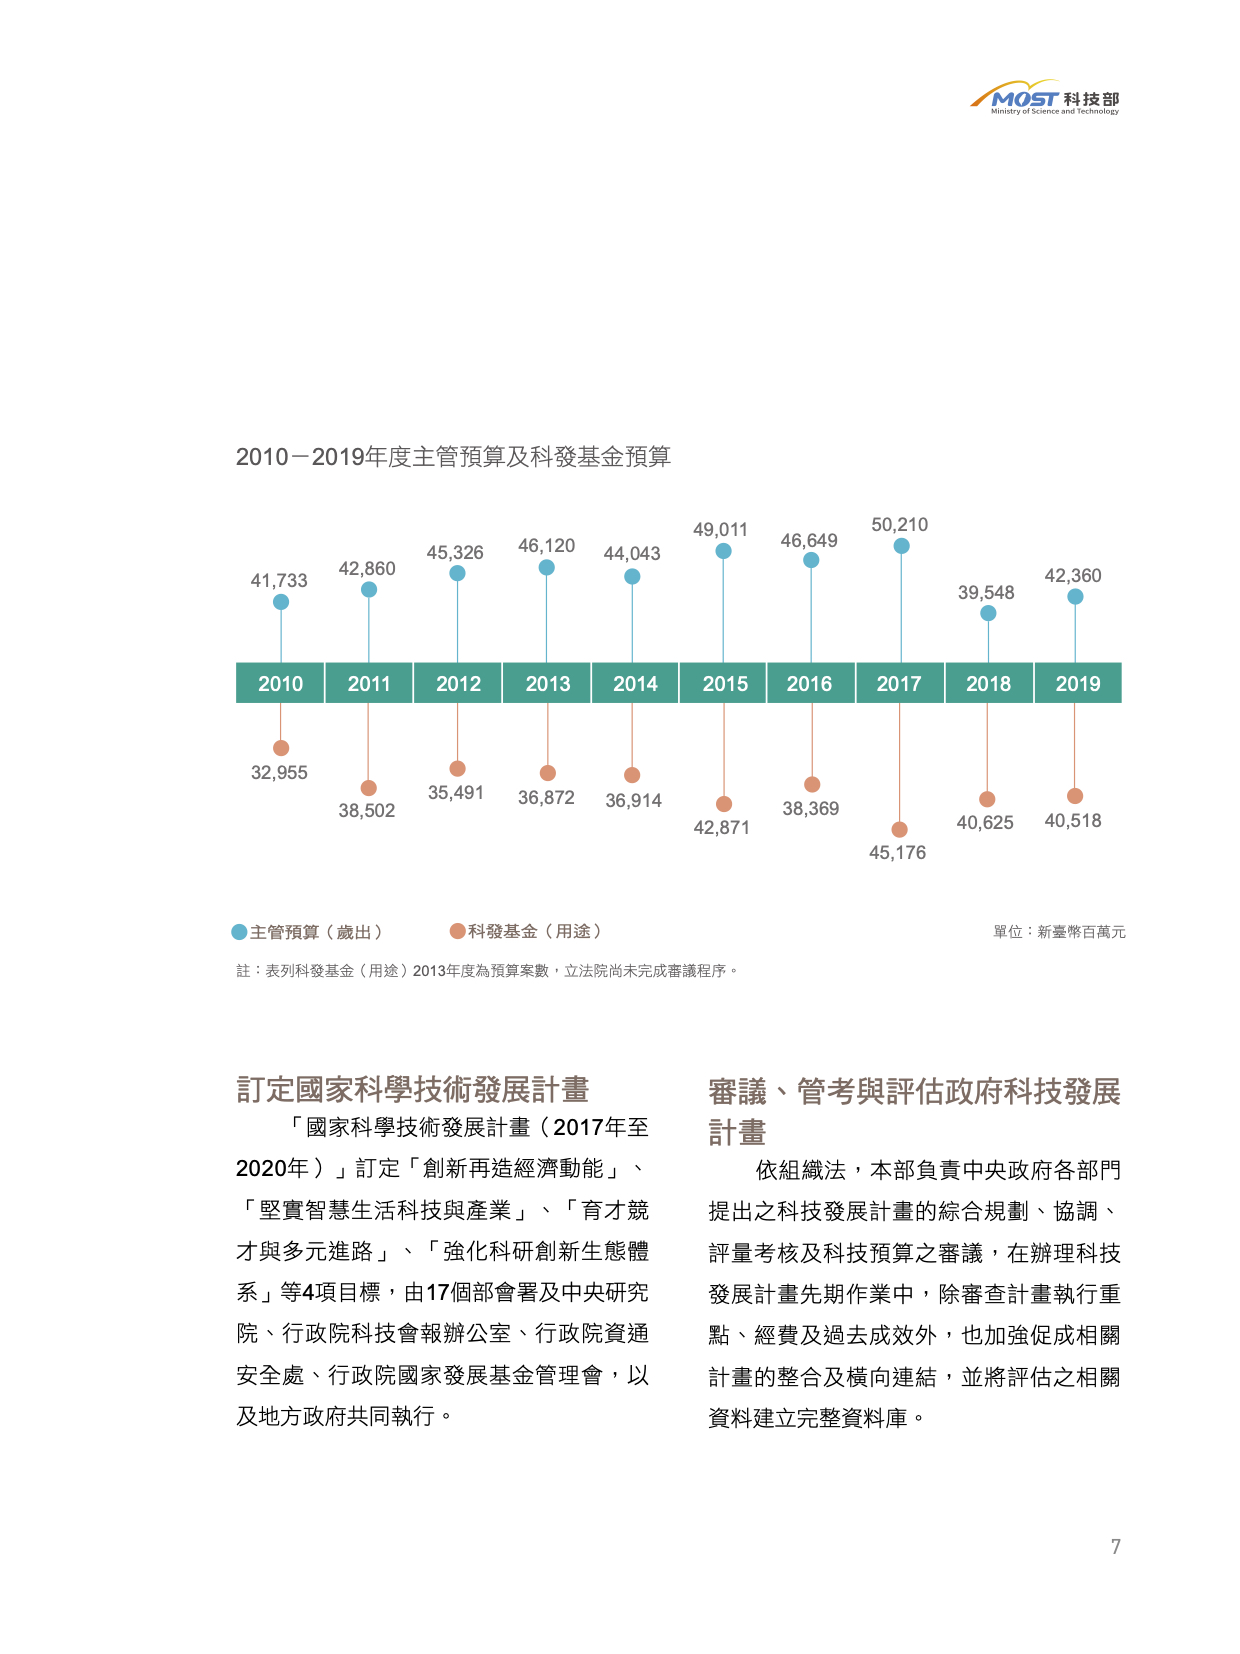 MOST 科技部
Ministry of Science and Technology
2010－2019年度主管預算及科發基金預算
41,733 42,860 45,326 46,120 44,043 49,011 46,649 50,210 39,548 42,360
2010 2011 2012 2013 2014 2015 2016 2017 2018 2019
32,955 38,502 35,491 36,872 36,914 42,871 38,369 45,176 40,625 40,518
主管預算（歲出） 科發基金（用途） 單位：新臺幣百萬元
註：表列科發基金（用途）2013年度為預算案數，立法院尚未完成審議程序。
訂定國家科學技術發展計畫
「國家科學技術發展計畫（2017年至
2020年）」訂定「創新再造經濟動能」、
「堅實智慧生活科技與產業」、「育才競
才與多元進路」、「強化科研創新生態體
系」等4項目標，由17個部會署及中央研究
院、行政院科技會報辦公室、行政院資通
安全處、行政院國家發展基金管理會，以
及地方政府共同執行。
審議、管考與評估政府科技發展
計畫
依組織法，本部負責中央政府各部門
提出之科技發展計畫的綜合規劃、協調、
評量考核及科技預算之審議，在辦理科技
發展計畫先期作業中，除審查計畫執行重
點、經費及過去成效外，也加強促成相關
計畫的整合及橫向連結，並將評估之相關
資料建立完整資料庫。
7